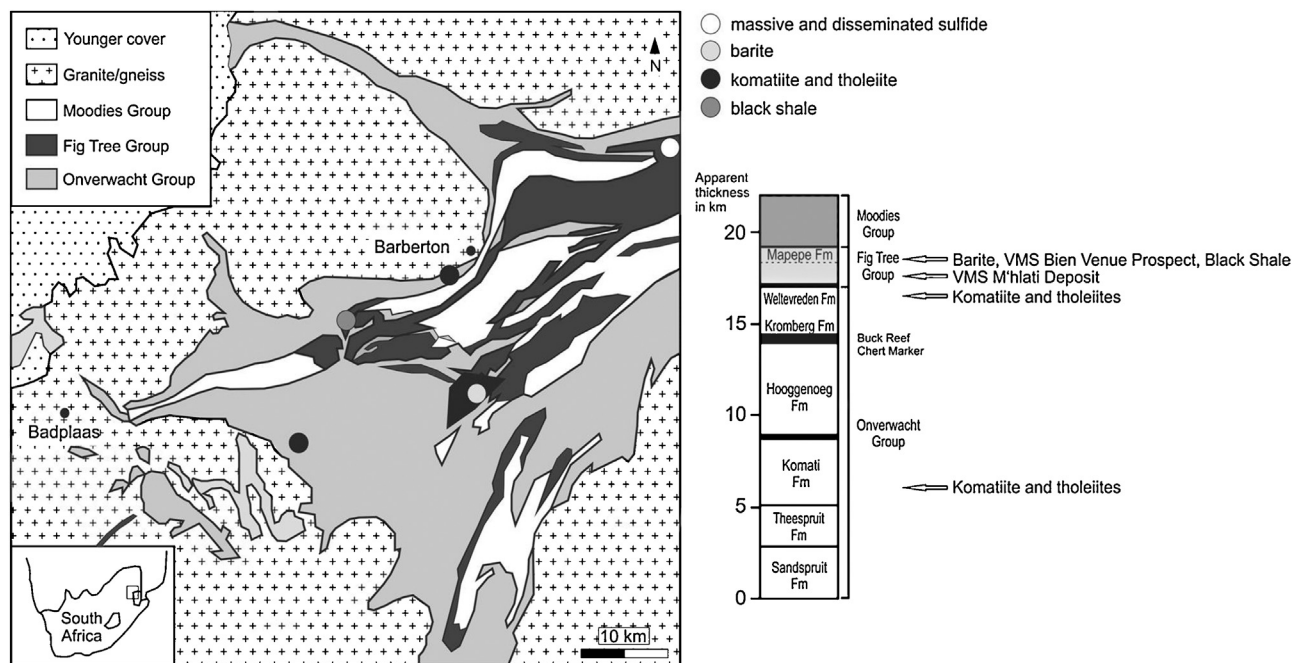 Younger cover
Granite/gneiss
Moodies Group
Fig Tree Group
Onverwacht Group
N
Barberton
Badplaas
South
Africa
10 km
massive and disseminated sulfide
barite
komatiite and tholeiite
black shale
Apparent
thickness
in km
20
15
10
5
0
Mapepe Fm
Weltevreden Fm
Kromberg Fm
Hooggenoeg
Fm
Komati
Fm
Theespruit
Fm
Sandspruit
Fm
Moodies
Group
Fig Tree
Group
Buck Reef
Chert Marker
Onverwacht
Group
Barite, VMS Bien Venue Prospect, Black Shale
VMS M'hlati Deposit
Komatiite and tholeiites
Komatiite and tholeiites